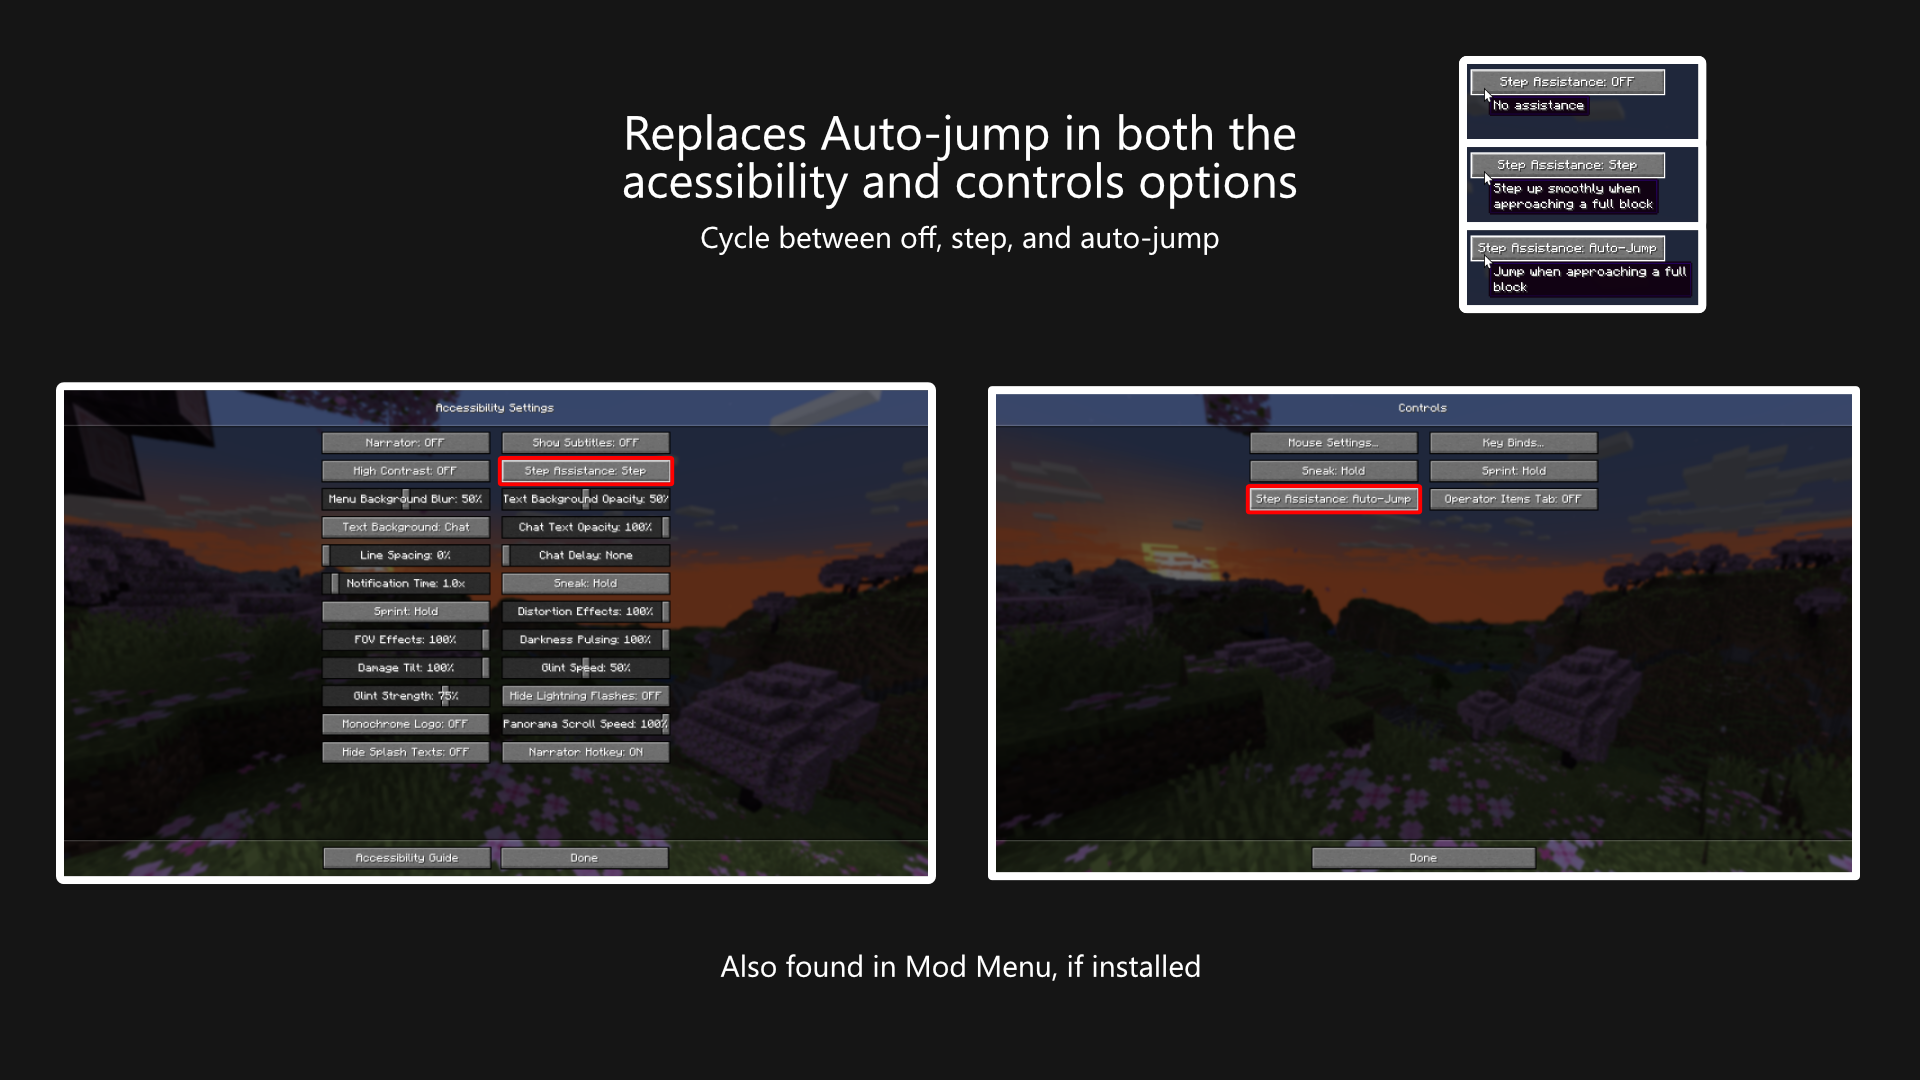 Replaces Auto-jump in both the
acessibility and controls options
Cycle between off, step, and auto-jump
Step Assistance: OFF
No assistance
Step Assistance: Step
Step up smoothly when
approaching a full block
Step Assistance: Auto-Jump
Jump when approaching a full
block
Accessibility Settings
Narrator: OFF
Show Subtitles: OFF
High Contrast: OFF
Step Assistance: Step
Menu Background Blur: 50%
Text Background Opacity: 50%
Text Background: Chat
Chat Text Opacity: 100%
Line Spacing: 0%
Chat Delay: None
Notification Time: 1.0x
Sneak: Hold
Sprint: Hold
Distortion Effects: 100%
FOV Effects: 100%
Darkness Pulsing: 100%
Damage Tilt: 100%
Glint Speed: 50%
Glint Strength: 75%
Hide Lightning Flashes: OFF
Monochrome Logo: OFF
Panorama Scroll Speed: 100%
Hide Splash Texts: OFF
Narrator Hotkey: ON
Accessibility Guide
Done
Controls
Mouse Settings...
Key Binds...
Sneak: Hold
Sprint: Hold
Step Assistance: Auto-Jump
Operator Items Tab: OFF
Done
Also found in Mod Menu, if installed